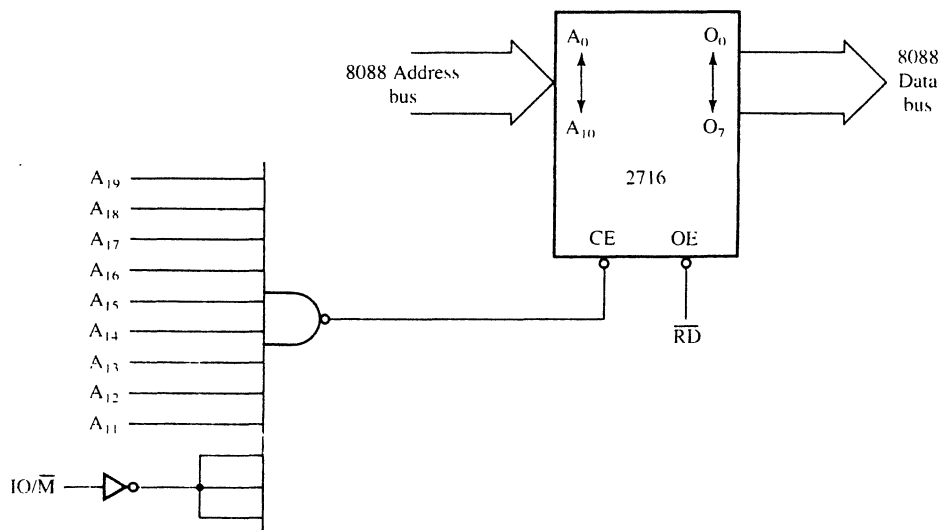 8088 Address
bus
A₀
A₁₀
O₀
O₇
2716
CE
OE
8088
Data
bus
A₁₉
A₁₈
A₁₇
A₁₆
A₁₅
A₁₄
A₁₃
A₁₂
A₁₁
R̅D̅
IO/M̅